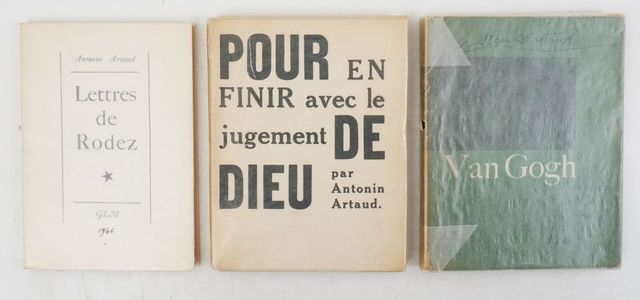 Antonin Artaud
Lettres
de
Rodez
GLM
1946
POUR EN
FINIR avec le
jugement DE
DIEU par
Antonin
Artaud.
Van Gogh